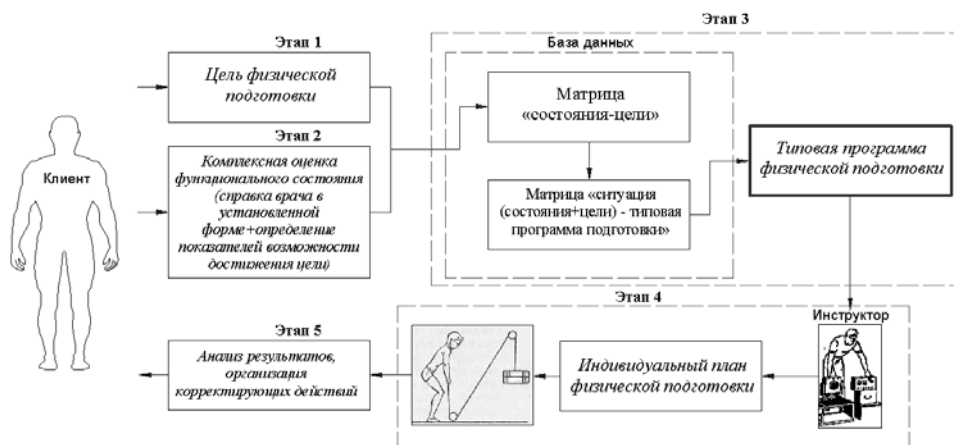 Этап 1
Этап 3
База данных
Цель физической
подготовки
Матрица
«состояния-цели»
Этап 2
Клиент
Комплексная оценка
функционального состояния
(справка врача в
установленной
форме+определение
показателей возможности
достижения цели)
Матрица «ситуация
(состояния+цели) - типовая
программа подготовки»
Типовая программа
физической подготовки
Этап 4
Инструктор
Этап 5
Анализ результатов,
организация
корректирующих действий
Индивидуальный план
физической подготовки